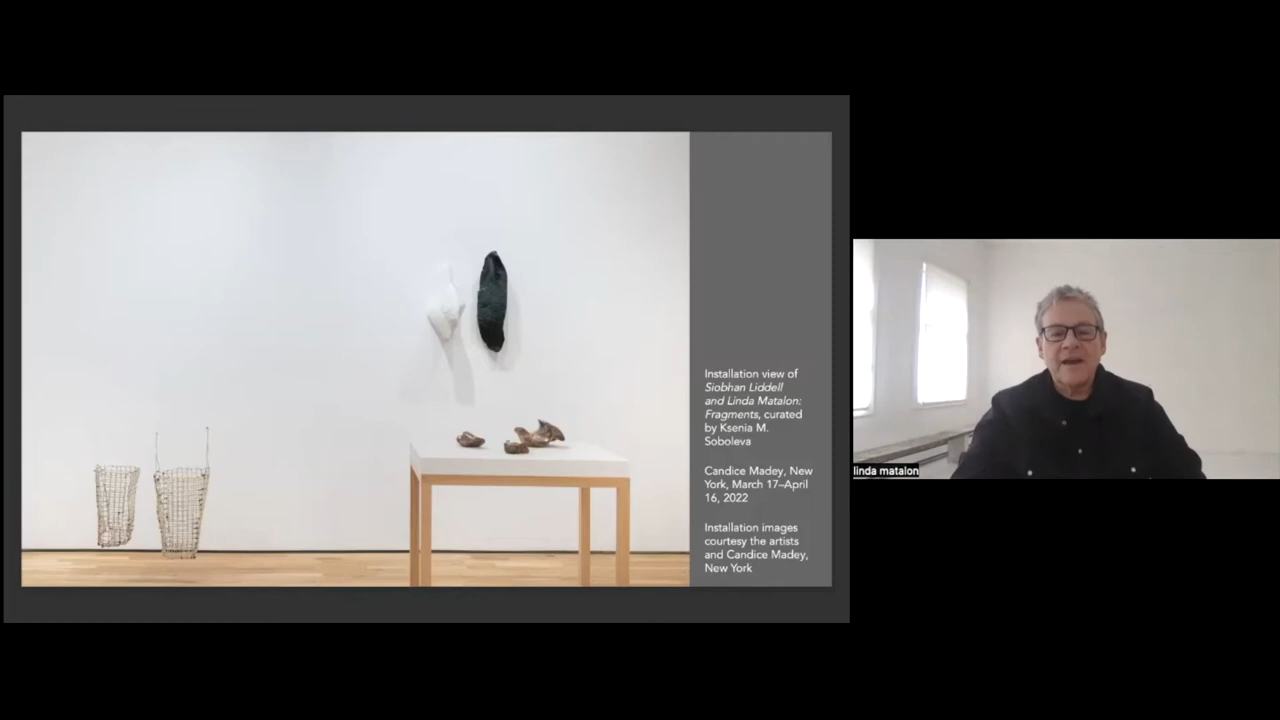 Installation view of
Siobhan Liddell
and Linda Matalon:
Fragments, curated
by Ksenia M.
Soboleva
Candice Madey, New
York, March 17–April
16, 2022
Installation images
courtesy the artists
and Candice Madey,
New York
linda matalon